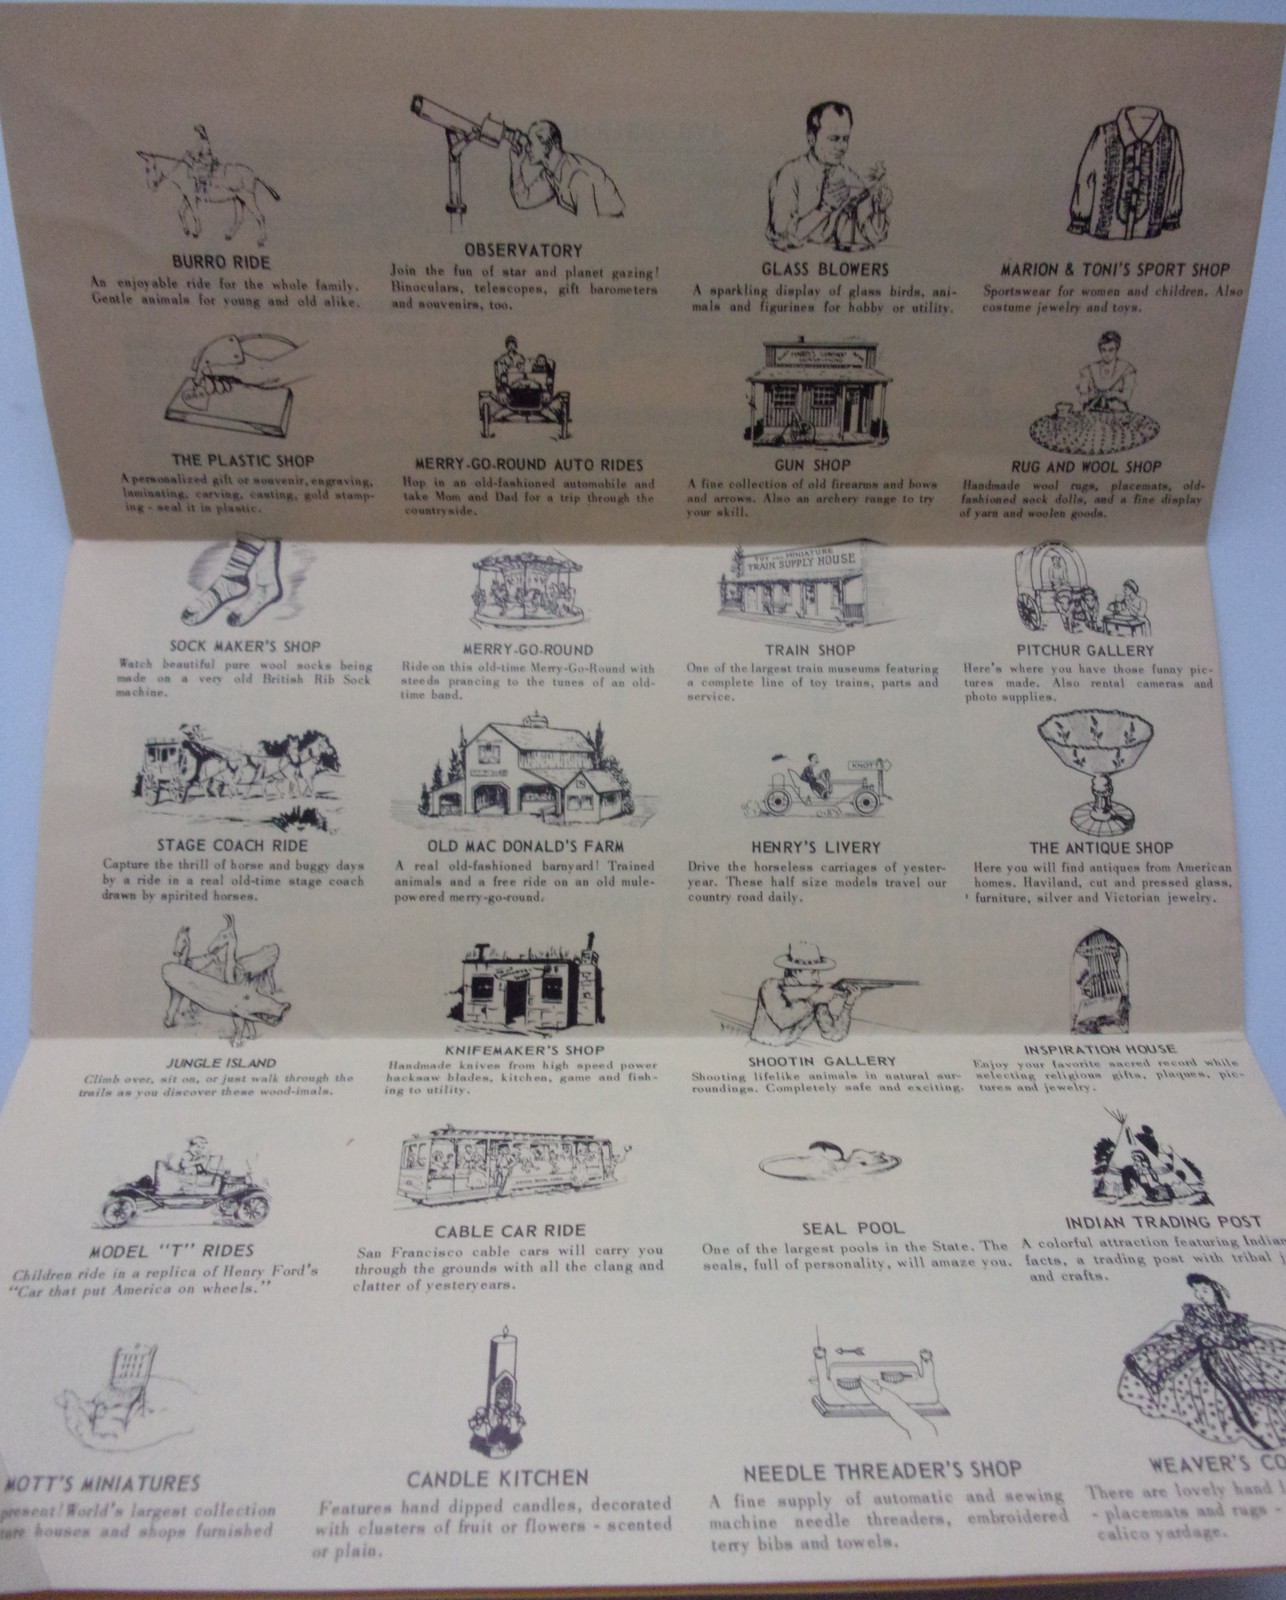 BURRO RIDE
An enjoyable ride for the whole family.
Gentle animals for young and old alike.
OBSERVATORY
Join the fun of star and planet gazing!
Binoculars, telescopes, gift barometers
and souvenirs, too.
GLASS BLOWERS
A sparkling display of glass birds, ani-
mals and figurines for hobby or utility.
MARION & TONI'S SPORT SHOP
Sportswear for women and children. Also
costume jewelry and toys.
THE PLASTIC SHOP
A personalized gift or souvenir, engraving,
laminating, carving, casting, gold stamp-
ing - seal it in plastic.
MERRY-GO-ROUND AUTO RIDES
Hop in an old-fashioned automobile and
take Mom and Dad for a trip through the
countryside.
GUN SHOP
A fine collection of old firearms and bows
and arrows. Also an archery range to try
your skill.
RUG AND WOOL SHOP
Handmade wool rugs, placemats, old-
fashioned sock dolls, and a fine display
of yarn and woolen goods.
SOCK MAKER'S SHOP
Watch beautiful pure wool socks being
made on a very old British Rib Sock
machine.
MERRY-GO-ROUND
Ride on this old-time Merry-Go-Round with
steeds prancing to the tunes of an old-
time band.
TOY AND MINIATURE
TRAIN SUPPLY HOUSE
TRAIN SHOP
One of the largest train museums featuring
a complete line of toy trains, parts and
service.
PITCHUR GALLERY
Here's where you have those funny pic-
tures made. Also rental cameras and
photo supplies.
STAGE COACH RIDE
Capture the thrill of horse and buggy days
by a ride in a real old-time stage coach
drawn by spirited horses.
OLD MAC DONALD'S FARM
A real old-fashioned barnyard! Trained
animals and a free ride on an old mule-
powered merry-go-round.
KNOTT
HENRY'S LIVERY
Drive the horseless carriages of yester-
year. These half size models travel our
country road daily.
THE ANTIQUE SHOP
Here you will find antiques from American
homes. Haviland, cut and pressed glass,
furniture, silver and Victorian jewelry.
JUNGLE ISLAND
Climb over, sit on, or just walk through the
trails as you discover these wood-imals.
KNIFEMAKER'S SHOP
Handmade knives from high speed power
hacksaw blades, kitchen, game and fish-
ing to utility.
SHOOTIN GALLERY
Shooting lifelike animals in natural sur-
roundings. Completely safe and exciting.
INSPIRATION HOUSE
Enjoy your favorite sacred record while
selecting religious gifts, plaques, pic-
tures and jewelry.
MODEL "T" RIDES
Children ride in a replica of Henry Ford's
"Car that put America on wheels."
CABLE CAR RIDE
San Francisco cable cars will carry you
through the grounds with all the clang and
clatter of yesteryears.
SEAL POOL
One of the largest pools in the State. The
seals, full of personality, will amaze you.
INDIAN TRADING POST
A colorful attraction featuring Indian
facts, a trading post with tribal
and crafts.
MOTT'S MINIATURES
present! World's largest collection
houses and shops furnished
CANDLE KITCHEN
Features hand dipped candles, decorated
with clusters of fruit or flowers - scented
or plain.
NEEDLE THREADER'S SHOP
A fine supply of automatic and sewing
machine needle threaders, embroidered
terry bibs and towels.
WEAVER'S CO
There are lovely hand
- placemats and rugs -
calico yardage.